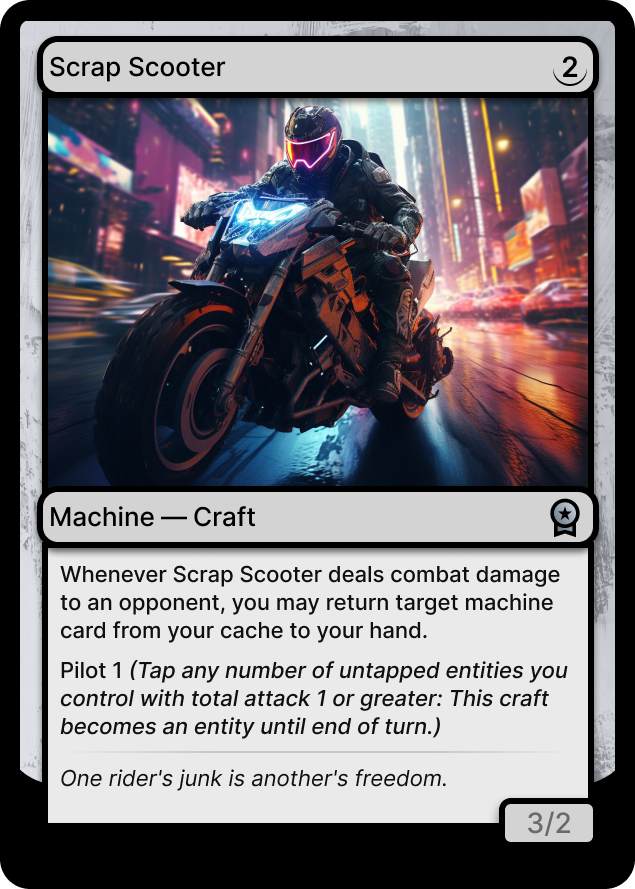 Scrap Scooter
2
Machine — Craft
Whenever Scrap Scooter deals combat damage
to an opponent, you may return target machine
card from your cache to your hand.
Pilot 1 (Tap any number of untapped entities you
control with total attack 1 or greater: This craft
becomes an entity until end of turn.)
One rider's junk is another's freedom.
3/2